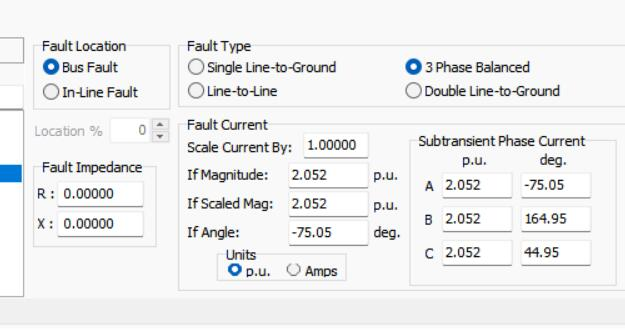 Fault Location
Bus Fault
In-Line Fault
Location % 0
Fault Impedance
R : 0.00000
X : 0.00000
Fault Type
Single Line-to-Ground
3 Phase Balanced
Line-to-Line
Double Line-to-Ground
Fault Current
Scale Current By: 1.00000
If Magnitude: 2.052 p.u.
If Scaled Mag: 2.052 p.u.
If Angle: -75.05 deg.
Units
p.u. Amps
Subtransient Phase Current
p.u. deg.
A 2.052 -75.05
B 2.052 164.95
C 2.052 44.95